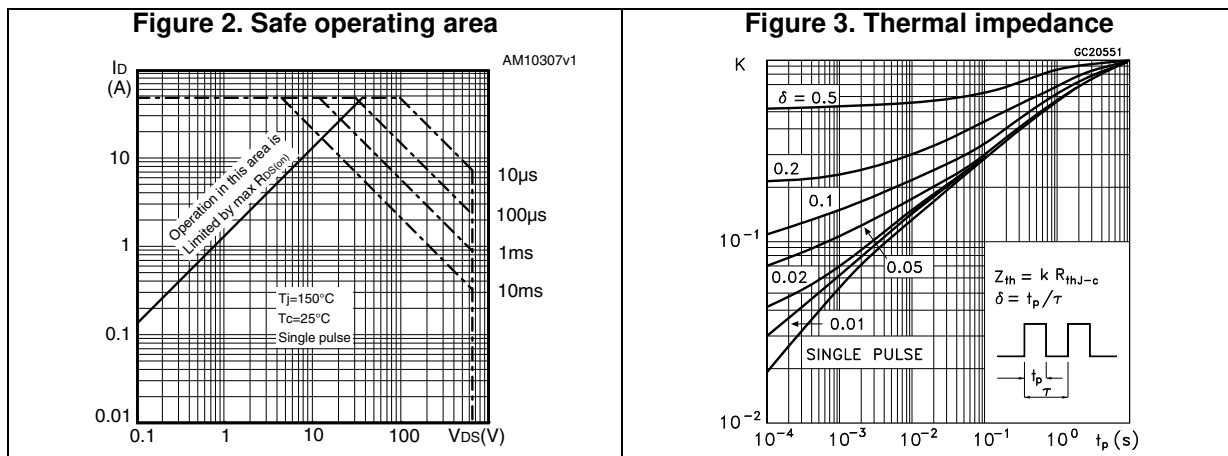 Figure 2. Safe operating area
ID
(A)
AM10307v1
10
1
0.1
0.01
0.1
1
10
100
VDS(V)
Operation in this area is
Limited by max RDS(on)
10µs
100µs
1ms
10ms
Tj=150°C
Tc=25°C
Single pulse
Figure 3. Thermal impedance
GC20551
K
δ = 0.5
0.2
0.1
0.05
0.02
0.01
SINGLE PULSE
10⁻¹
10⁻²
Zth = k RthJ-c
δ = tp/τ
tp
τ
10⁻⁴
10⁻³
10⁻²
10⁻¹
10⁰
tp (s)